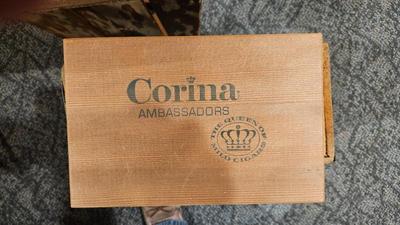 Corina
AMBASSADORS
THE QUEEN OF
MILD CIGARS